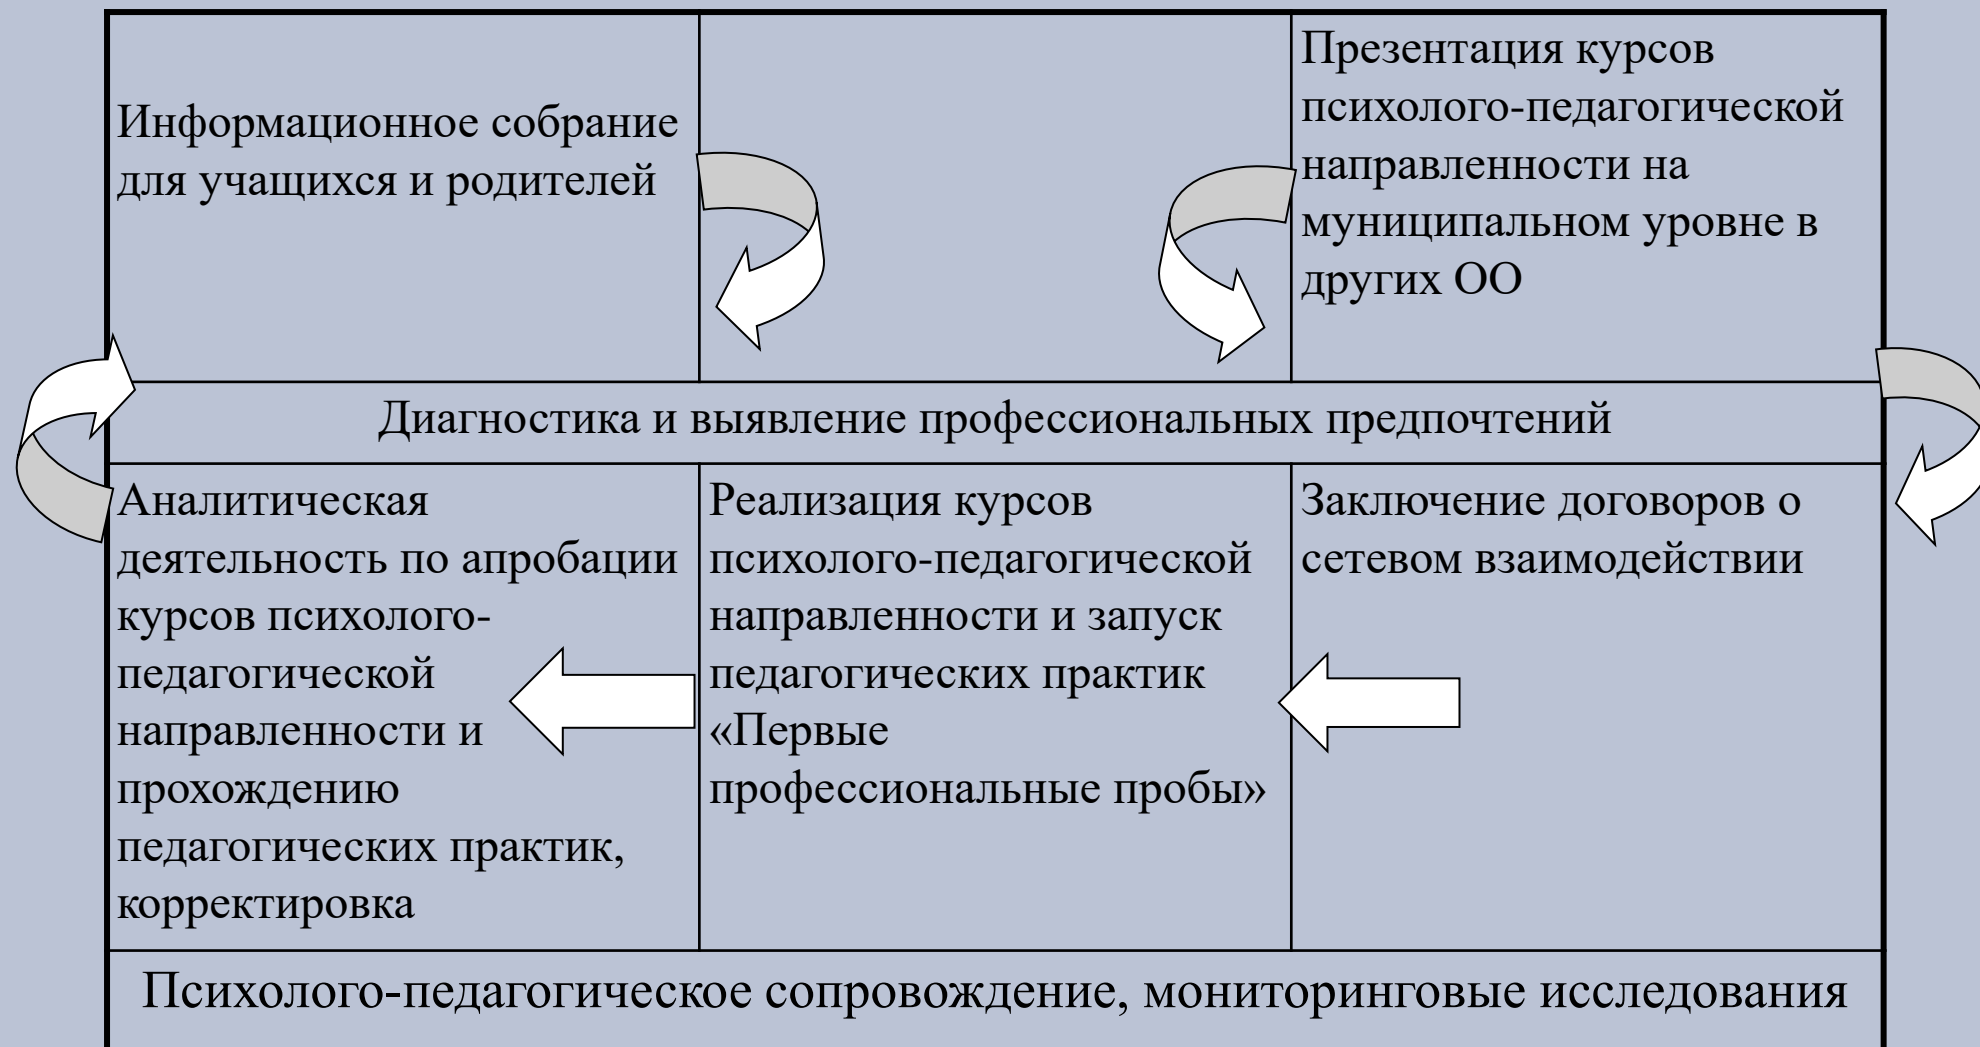 Информационное собрание
для учащихся и родителей
Презентация курсов
психолого-педагогической
направленности на
муниципальном уровне в
других ОО
Диагностика и выявление профессиональных предпочтений
Аналитическая
деятельность по апробации
курсов психолого-
педагогической
направленности и
прохождению
педагогических практик,
корректировка
Реализация курсов
психолого-педагогической
направленности и запуск
педагогических практик
«Первые
профессиональные пробы»
Заключение договоров о
сетевом взаимодействии
Психолого-педагогическое сопровождение, мониторинговые исследования